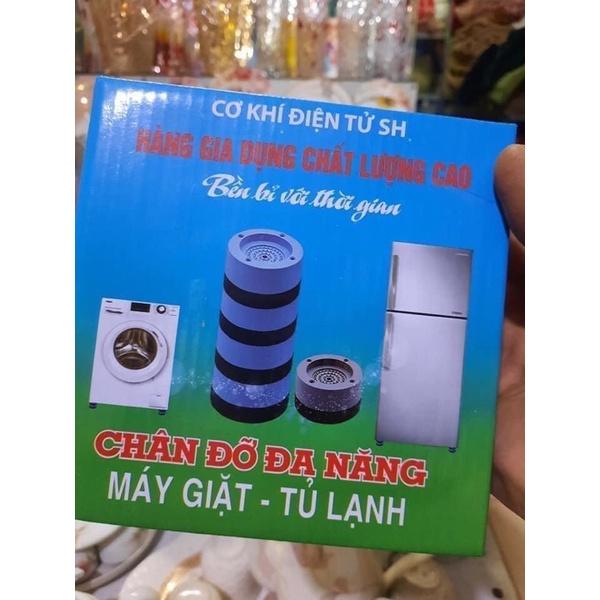 CƠ KHÍ ĐIỆN TỬ SH
HÀNG GIA DỤNG CHẤT LƯỢNG CAO
Bền bỉ với thời gian
CHÂN ĐỠ ĐA NĂNG
MÁY GIẶT - TỦ LẠNH